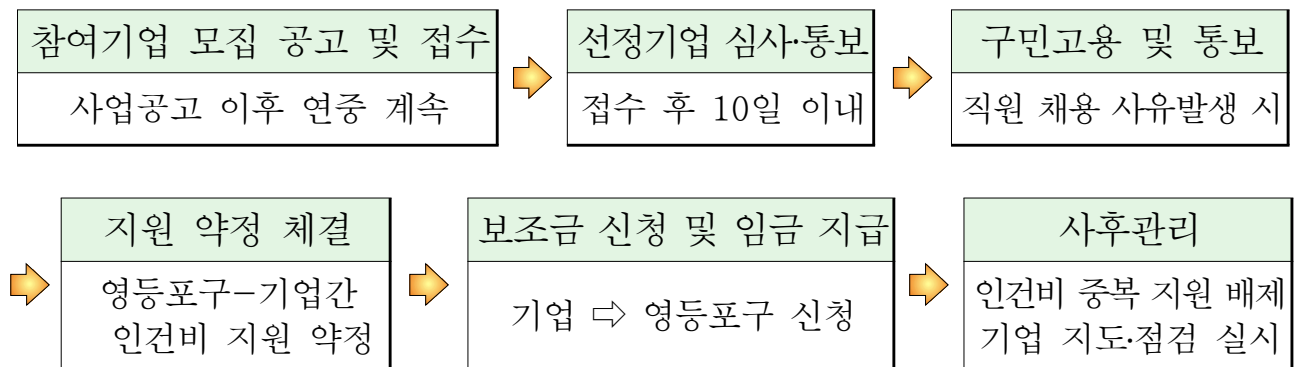 참여기업 모집 공고 및 접수
사업공고 이후 연중 계속
선정기업 심사·통보
접수 후 10일 이내
구민고용 및 통보
직원 채용 사유발생 시
지원 약정 체결
영등포구-기업간
인건비 지원 약정
보조금 신청 및 임금 지급
기업 ⇨ 영등포구 신청
사후관리
인건비 중복 지원 배제
기업 지도·점검 실시